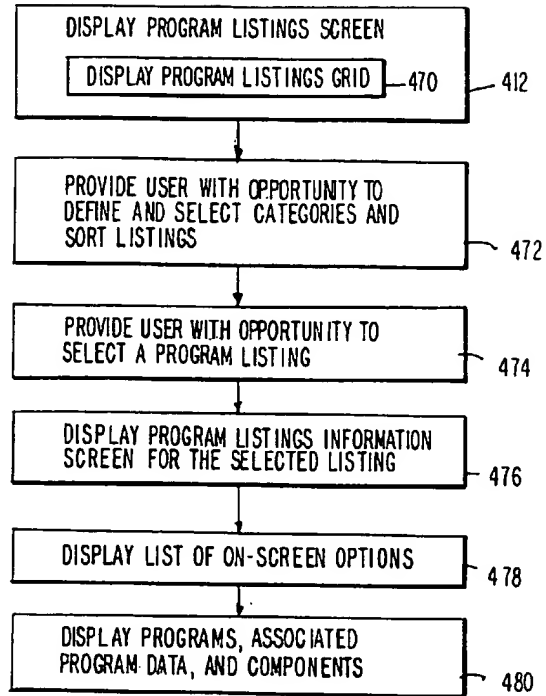 DISPLAY PROGRAM LISTINGS SCREEN
DISPLAY PROGRAM LISTINGS GRID
470
412
PROVIDE USER WITH OPPORTUNITY TO
DEFINE AND SELECT CATEGORIES AND
SORT LISTINGS
472
PROVIDE USER WITH OPPORTUNITY TO
SELECT A PROGRAM LISTING
474
DISPLAY PROGRAM LISTINGS INFORMATION
SCREEN FOR THE SELECTED LISTING
476
DISPLAY LIST OF ON-SCREEN OPTIONS
478
DISPLAY PROGRAMS, ASSOCIATED
PROGRAM DATA, AND COMPONENTS
480